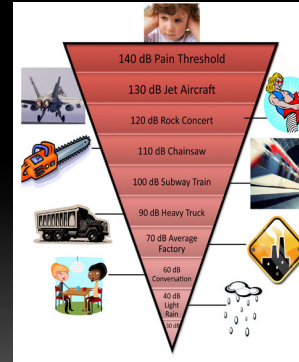 140 dB Pain Threshold
130 dB Jet Aircraft
120 dB Rock Concert
110 dB Chainsaw
100 dB Subway Train
90 dB Heavy Truck
70 dB Average
Factory
60 dB
Conversation
40 dB
Light
Rain
30 dB